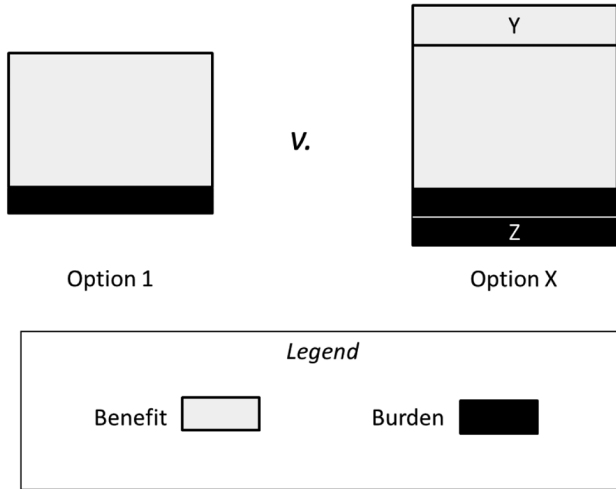 Y
v.
Z
Option 1
Option X
Legend
Benefit
Burden